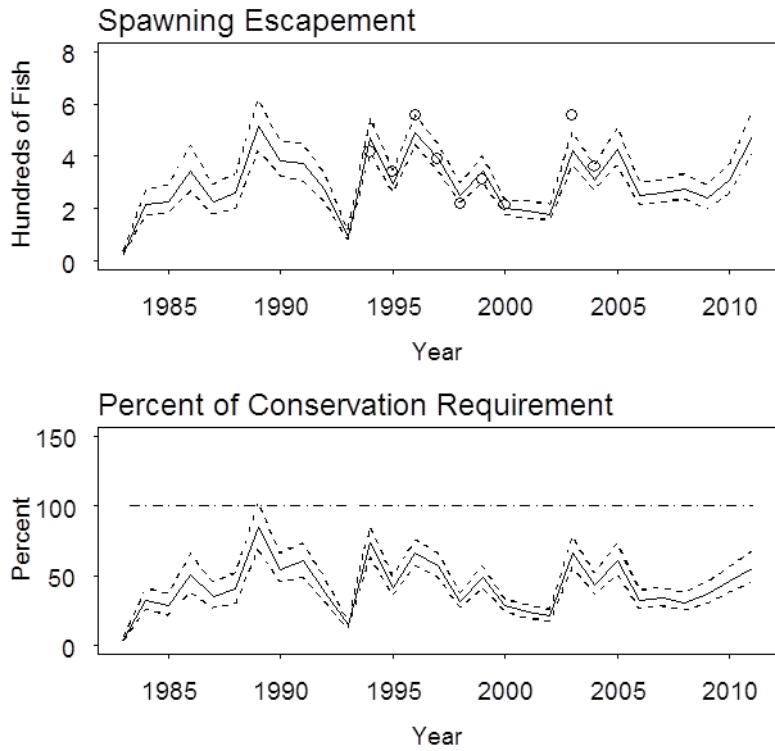 Spawning Escapement
Hundreds of Fish
8
6
4
2
0
1985 1990 1995 2000 2005 2010
Year
Percent of Conservation Requirement
Percent
150
100
50
0
1985 1990 1995 2000 2005 2010
Year